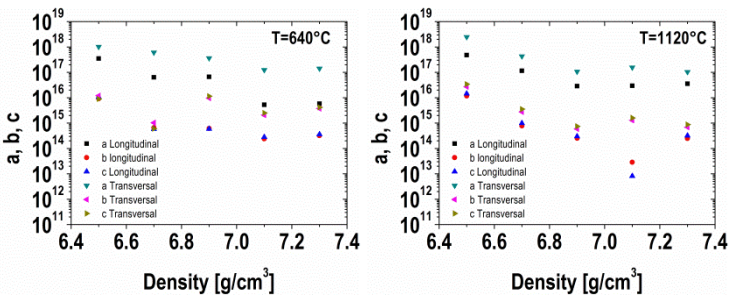 10^19 T=640°C
10^18
10^17
10^16
10^15
10^14
10^13
10^12
10^11
a, b, c
a Longitudinal
b longitudinal
c Longitudinal
a Transversal
b Transversal
c Transversal
6.4 6.6 6.8 7.0 7.2 7.4
Density [g/cm^3]
10^19 T=1120°C
10^18
10^17
10^16
10^15
10^14
10^13
10^12
10^11
a, b, c
a Longitudinal
b longitudinal
c Longitudinal
a Transversal
b Transversal
c Transversal
6.4 6.6 6.8 7.0 7.2 7.4
Density [g/cm^3]